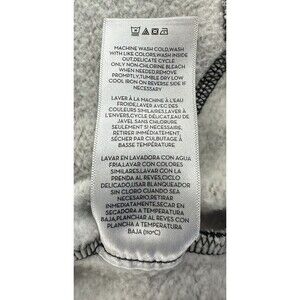 MACHINE WASH COLD,WASH
WITH LIKE COLORS,WASH INSIDE
OUT,DELICATE CYCLE
ONLY NON-CHLORINE BLEACH
WHEN NEEDED,REMOVE
PROMPTLY,TUMBLE DRY LOW
COOL IRON ON REVERSE SIDE IF
NECESSARY
LAVER À LA MACHINE À L'EAU
FROIDE,LAVER AVEC DES
COULEURS SIMILAIRES,LAVER À
L'ENVERS,CYCLE DÉLICAT,EAU
DE JAVEL SANS CHLORURE
SEULEMENT SI NÉCESSAIRE,
RETIRER IMMÉDIATEMENT,
SÉCHER PAR CULBUTAGE À
BASSE TEMPÉRATURE
LAVAR EN LAVADORA CON AGUA
FRÍA,LAVAR CON COLORES
SIMILARES,LAVAR CON LA
PRENDA AL REVÉS,CICLO
DELICADO,USAR BLANQUEADOR
SIN CLORO CUANDO SEA
NECESARIO,RETIRAR
INMEDIATAMENTE,SECAR EN
SECADORA A TEMPERATURA
BAJA,PLANCHAR AL REVÉS CON
PLANCHA A TEMPERATURA
BAJA (110°C)